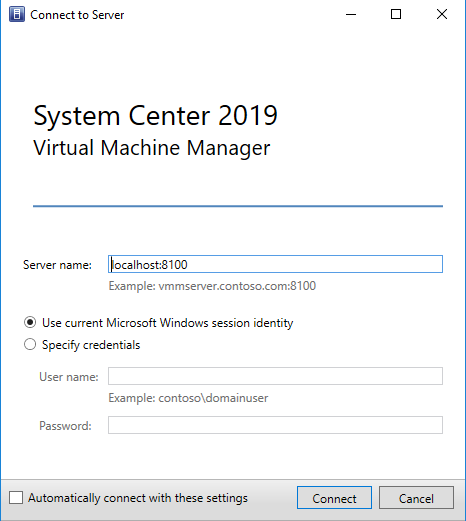 Connect to Server
System Center 2019
Virtual Machine Manager
Server name: localhost:8100
Example: vmmserver.contoso.com:8100
Use current Microsoft Windows session identity
Specify credentials
User name:
Example: contoso\domainuser
Password:
Automatically connect with these settings Connect Cancel